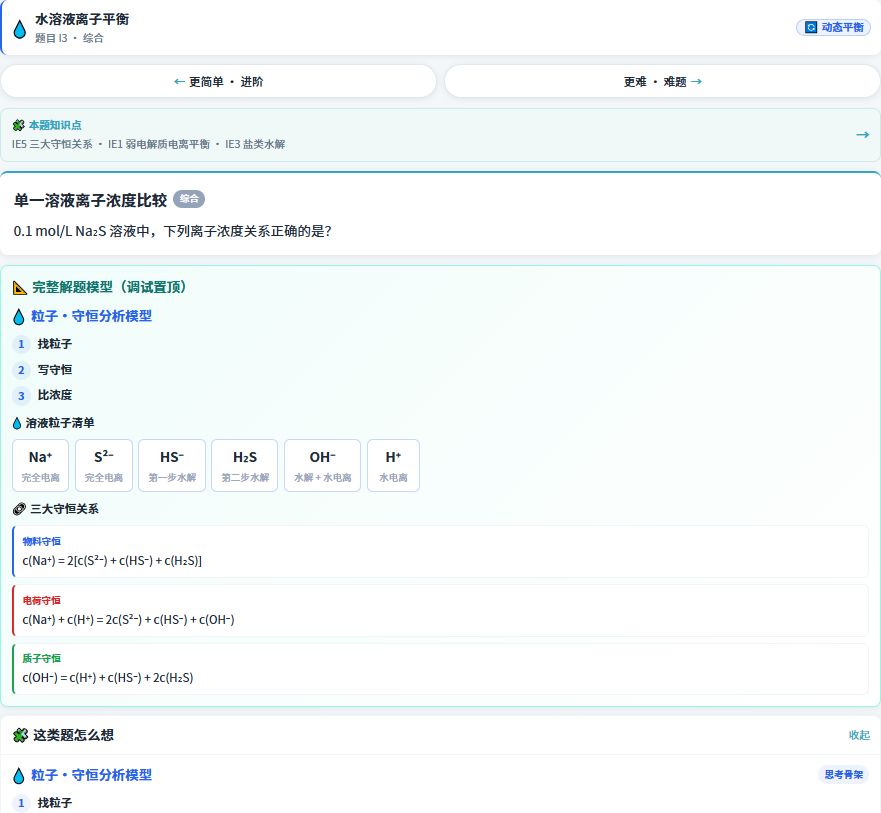 水溶液离子平衡
题目 I3 · 综合
动态平衡
← 更简单 · 进阶
更难 · 难题 →
本题知识点
IE5 三大守恒关系 · IE1 弱电解质电离平衡 · IE3 盐类水解
→
单一溶液离子浓度比较 综合
0.1 mol/L Na₂S 溶液中，下列离子浓度关系正确的是?
完整解题模型（调试置顶）
粒子·守恒分析模型
1 找粒子
2 写守恒
3 比浓度
溶液粒子清单
Na⁺ S²⁻ HS⁻ H₂S OH⁻ H⁺
完全电离 完全电离 第一步水解 第二步水解 水解 + 水电离 水电离
三大守恒关系
物料守恒
c(Na⁺) = 2[c(S²⁻) + c(HS⁻) + c(H₂S)]
电荷守恒
c(Na⁺) + c(H⁺) = 2c(S²⁻) + c(HS⁻) + c(OH⁻)
质子守恒
c(OH⁻) = c(H⁺) + c(HS⁻) + 2c(H₂S)
这类题怎么想
收起
粒子·守恒分析模型
思考骨架
1 找粒子